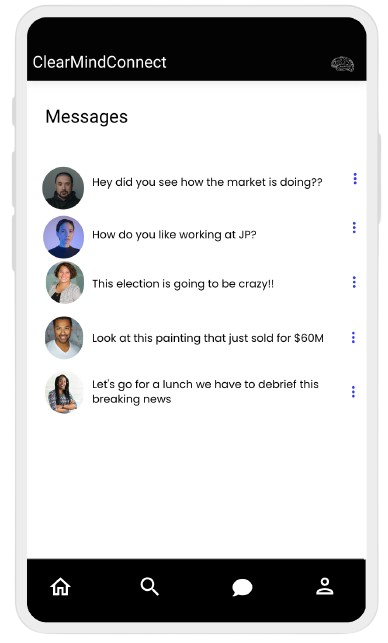 ClearMindConnect
Messages
Hey did you see how the market is doing??
How do you like working at JP?
This election is going to be crazy!!
Look at this painting that just sold for $60M
Let's go for a lunch we have to debrief this
breaking news